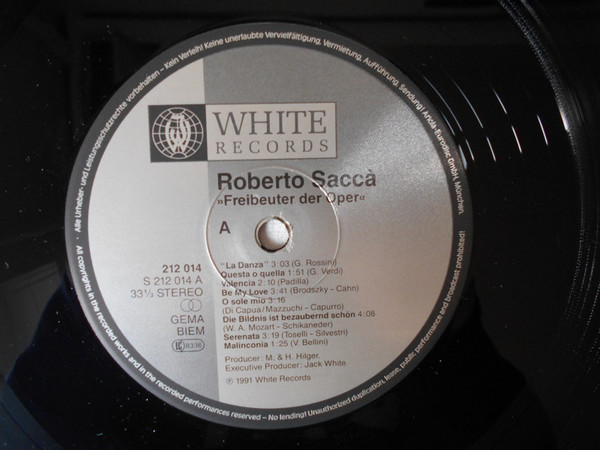 · Alle Urheber- und Leistungsschutzrechte vorbehalten – Kein Verleih! Keine unerlaubte Vervielfältigung, Vermietung, Aufführung, Sendung! Ariola-Eurodisc GmbH, München.
WHITE
RECORDS
Roberto Saccà
»Freibeuter der Oper«
A
212 014
S 212 014 A
33⅓ STEREO
GEMA
BIEM
"La Danza" 3:03 (G. Rossini)
Questa o quella 1:51 (G. Verdi)
Valencia 2:10 (Padilla)
Be My Love 3:41 (Brodszky - Cahn)
O sole mio 3:16
(Di Capua/Mazzuchi - Capurro)
Die Bildnis ist bezaubernd schön 4:08
(W. A. Mozart - Schikaneder)
Serenata 3:19 (Toselli - Silvestri)
Malinconia 1:25 (V. Bellini)
Producer: M. & H. Hilger.
Executive Producer: Jack White
℗ 1991 White Records
All copyrights in the recorded works and in the recorded performances reserved – No lending! Unauthorized duplication, lease, public performance and broadcast prohibited!